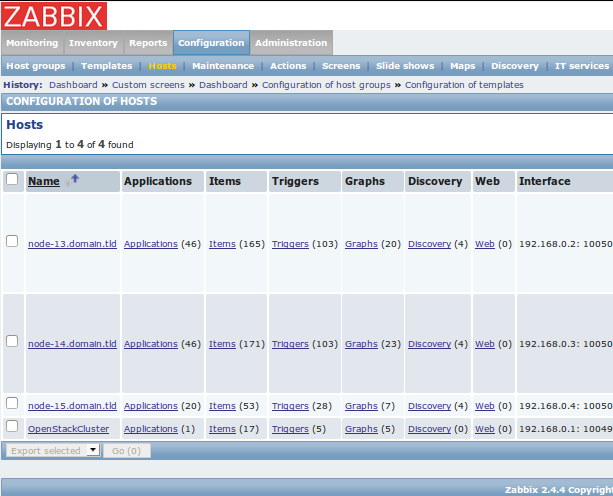 ZABBIX
Monitoring Inventory Reports Configuration Administration
Host groups | Templates | Hosts | Maintenance | Actions | Screens | Slide shows | Maps | Discovery | IT services
History: Dashboard » Custom screens » Dashboard » Configuration of host groups » Configuration of templates
CONFIGURATION OF HOSTS
Hosts
Displaying 1 to 4 of 4 found
Name Applications Items Triggers Graphs Discovery Web Interface
node-13.domain.tld Applications (46) Items (165) Triggers (103) Graphs (20) Discovery (4) Web (0) 192.168.0.2: 10050
node-14.domain.tld Applications (46) Items (171) Triggers (103) Graphs (23) Discovery (4) Web (0) 192.168.0.3: 10050
node-15.domain.tld Applications (20) Items (53) Triggers (28) Graphs (7) Discovery (4) Web (0) 192.168.0.4: 10050
OpenStackCluster Applications (1) Items (17) Triggers (5) Graphs (5) Discovery (0) Web (0) 192.168.0.1: 10049
Export selected Go (0)
Zabbix 2.4.4 Copyright